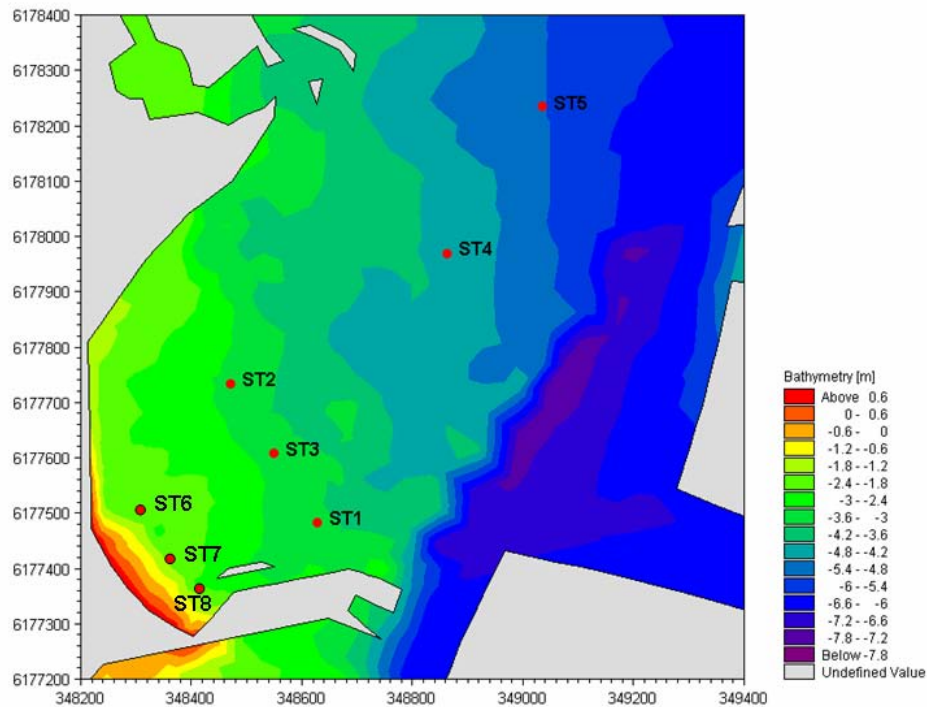 6178400
6178300
6178200
6178100
6178000
6177900
6177800
6177700
6177600
6177500
6177400
6177300
6177200
348200
348400
348600
348800
349000
349200
349400
ST5
ST4
ST2
ST3
ST1
ST6
ST7
ST8
Bathymetry [m]
Above 0.6
0 - 0.6
-0.6 - 0
-1.2 - -0.6
-1.8 - -1.2
-2.4 - -1.8
-3 - -2.4
-3.6 - -3
-4.2 - -3.6
-4.8 - -4.2
-5.4 - -4.8
-6 - -5.4
-6.6 - -6
-7.2 - -6.6
-7.8 - -7.2
Below -7.8
Undefined Value